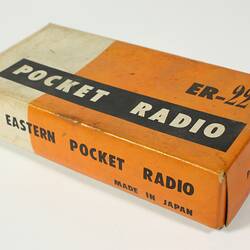 ER-22
POCKET RADIO
EASTERN POCKET RADIO
MADE IN JAPAN